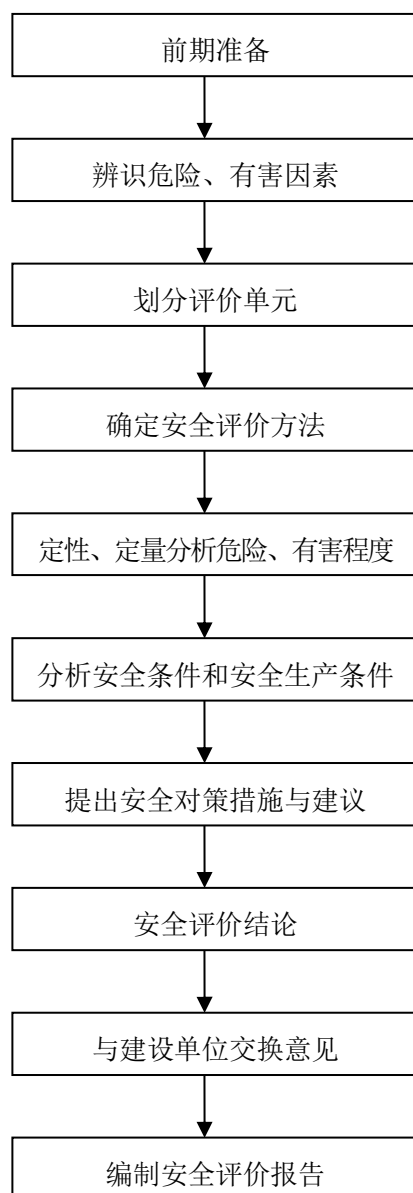 前期准备
辨识危险、有害因素
划分评价单元
确定安全评价方法
定性、定量分析危险、有害程度
分析安全条件和安全生产条件
提出安全对策措施与建议
安全评价结论
与建设单位交换意见
编制安全评价报告